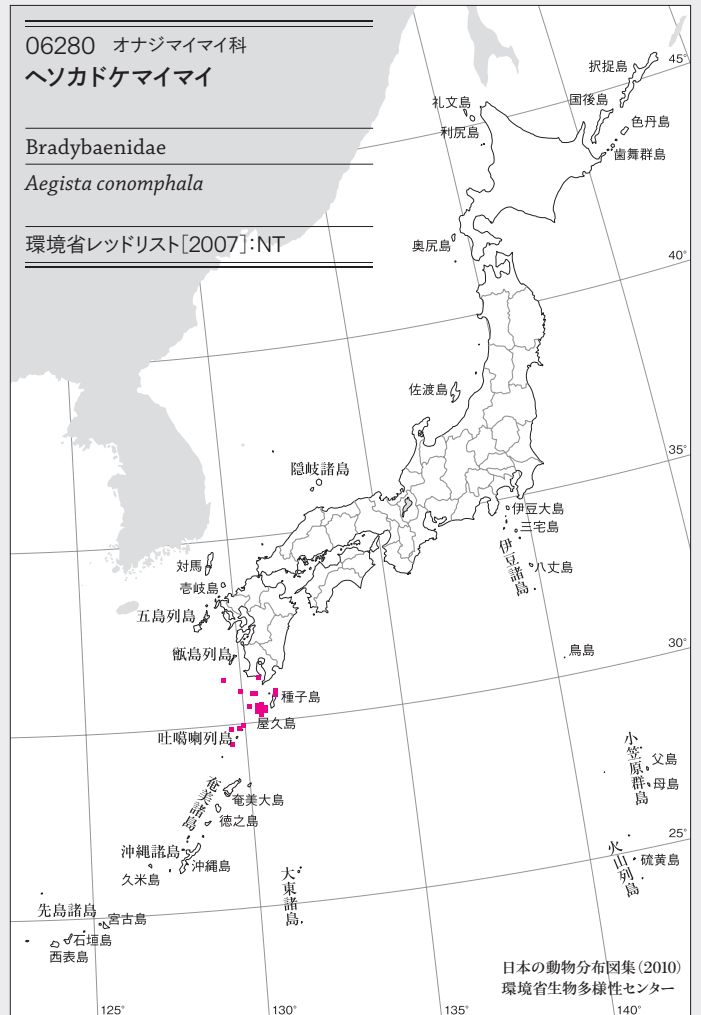 06280 オナジマイマイ科
ヘソカドケマイマイ
Bradybaenidae
Aegista conomphala
環境省レッドリスト[2007]:NT
択捉島
45°
礼文島
国後島
色丹島
利尻島
歯舞群島
奥尻島
40°
佐渡島
35°
隠岐諸島
伊豆大島
三宅島
伊豆諸島
八丈島
対馬
壱岐島
五島列島
鳥島
30°
甑島列島
種子島
屋久島
吐噶喇列島
小笠原群島
父島
母島
奄美諸島
奄美大島
徳之島
25°
沖縄諸島
沖縄島
久米島
火山列島
硫黄島
大東諸島
先島諸島
宮古島
石垣島
西表島
日本の動物分布図集(2010)
環境省生物多様性センター
125°
130°
135°
140°